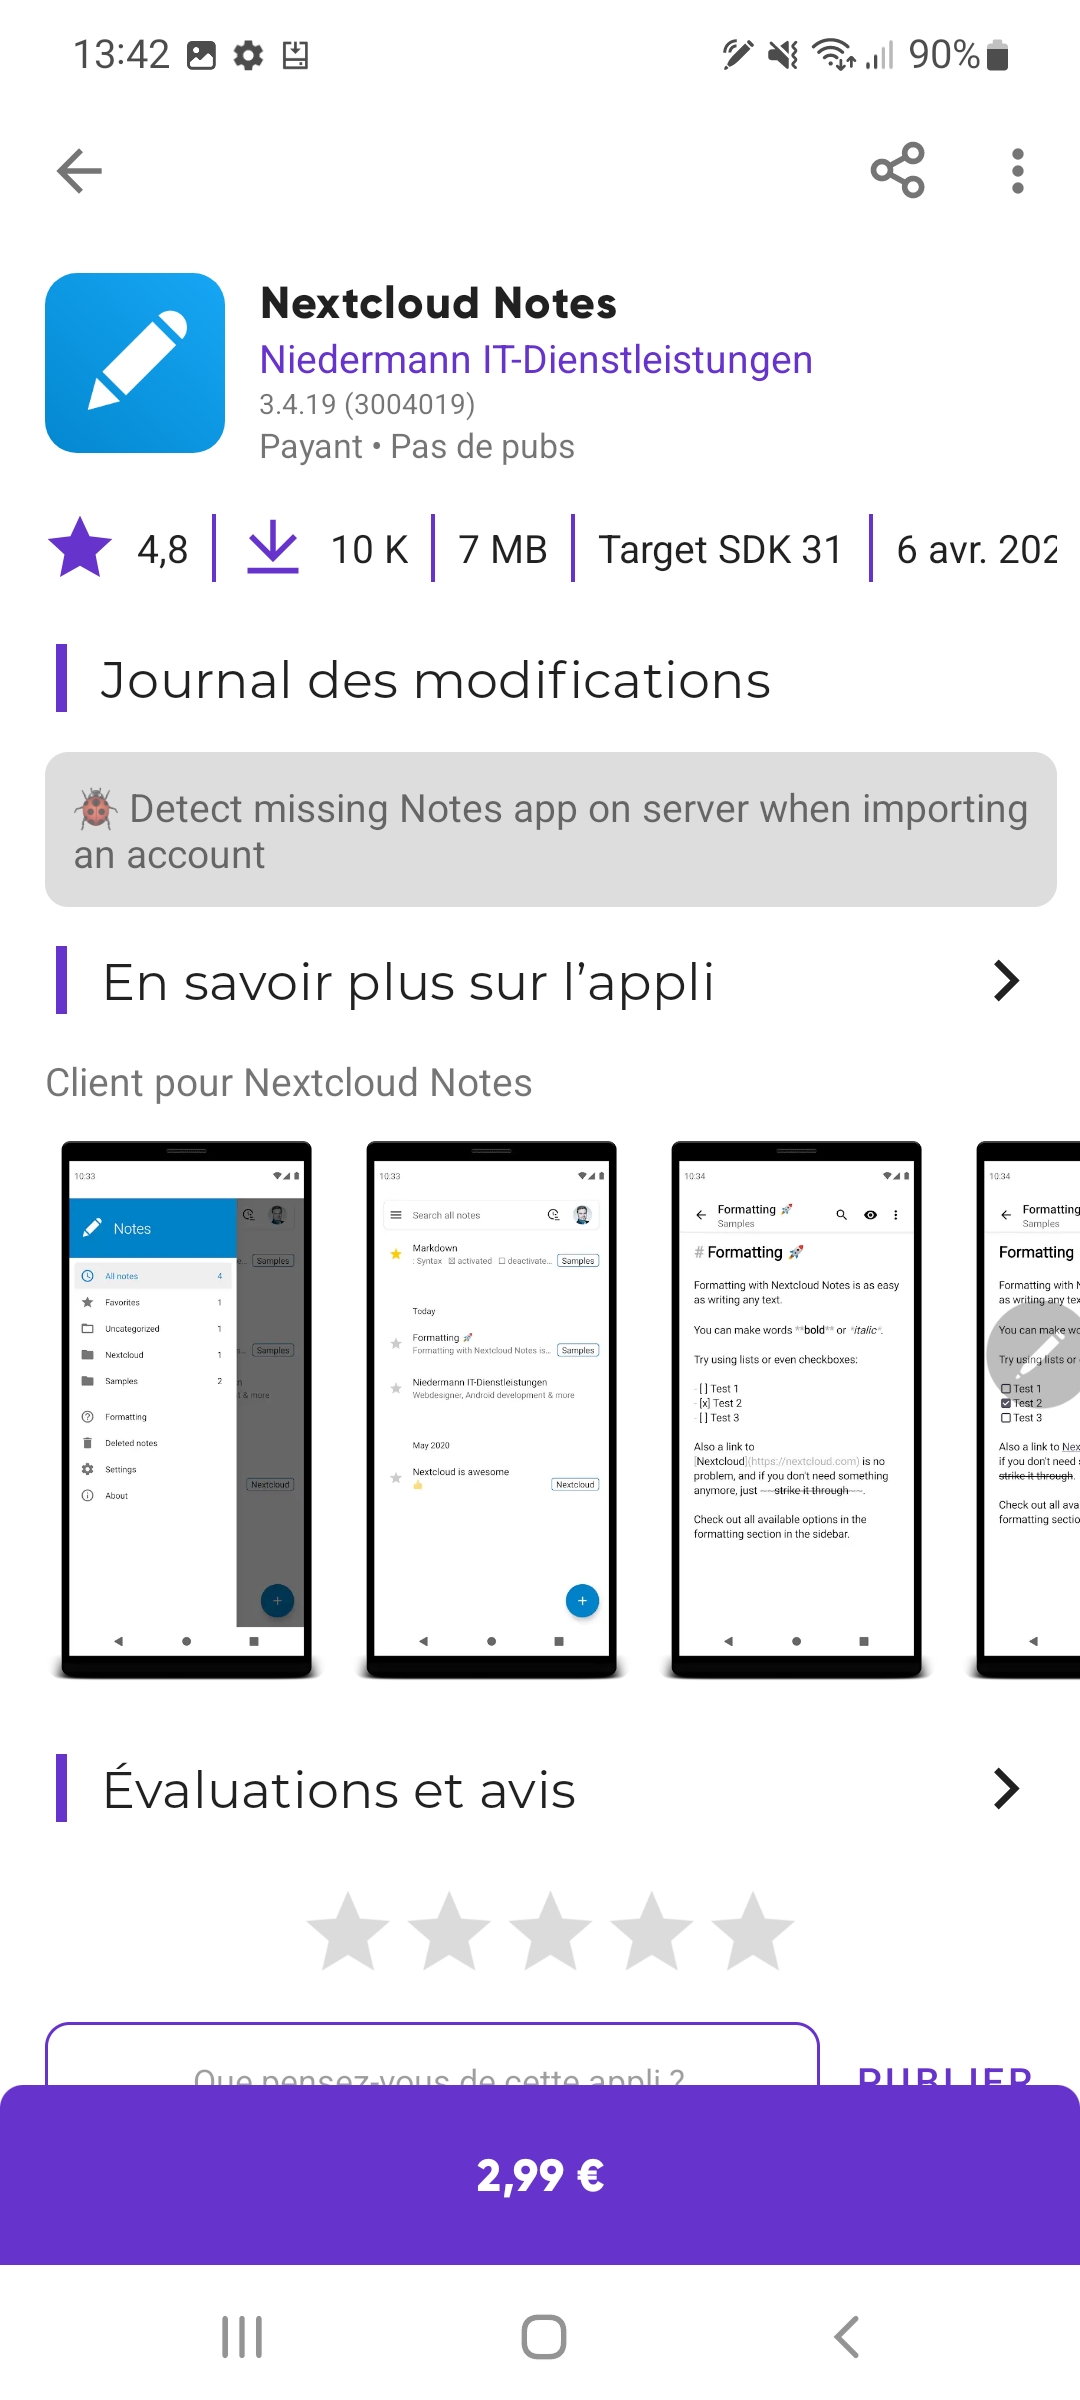 13:42
90%
Nextcloud Notes
Niedermann IT-Dienstleistungen
3.4.19 (3004019)
Payant • Pas de pubs
4,8
10 K
7 MB
Target SDK 31
6 avr. 202
Journal des modifications
🐞 Detect missing Notes app on server when importing
an account
En savoir plus sur l’appli
Client pour Nextcloud Notes
10:33
Notes
All notes 4
Favorites 1
Uncategorized 1
Nextcloud 1
Samples 2
Formatting
Deleted notes
Settings
About
Samples
Samples
& more
Nextcloud
10:33
Search all notes
Markdown
: Syntax ☒ activated ☐ deactivate... Samples
Today
Formatting 🚀
Formatting with Nextcloud Notes is... Samples
Niedermann IT-Dienstleistungen
Webdesigner, Android development & more
May 2020
Nextcloud is awesome
👍 Nextcloud
10:34
Formatting 🚀
Samples
# Formatting 🚀
Formatting with Nextcloud Notes is as easy
as writing any text.
You can make words **bold** or *italic*.
Try using lists or even checkboxes:
- [ ] Test 1
- [x] Test 2
- [ ] Test 3
Also a link to
[Nextcloud](https://nextcloud.com) is no
problem, and if you don't need something
anymore, just ~~strike it through~~.
Check out all available options in the
formatting section in the sidebar.
10:34
Formatting
Samples
Formatting
Formatting with N
as writing any tex
You can make wo
Try using lists or
☐ Test 1
☑ Test 2
☐ Test 3
Also a link to Nex
if you don't need
strike it through.
Check out all ava
formatting sectio
Évaluations et avis
Que pensez-vous de cette appli ?
PUBLIER
2,99 €